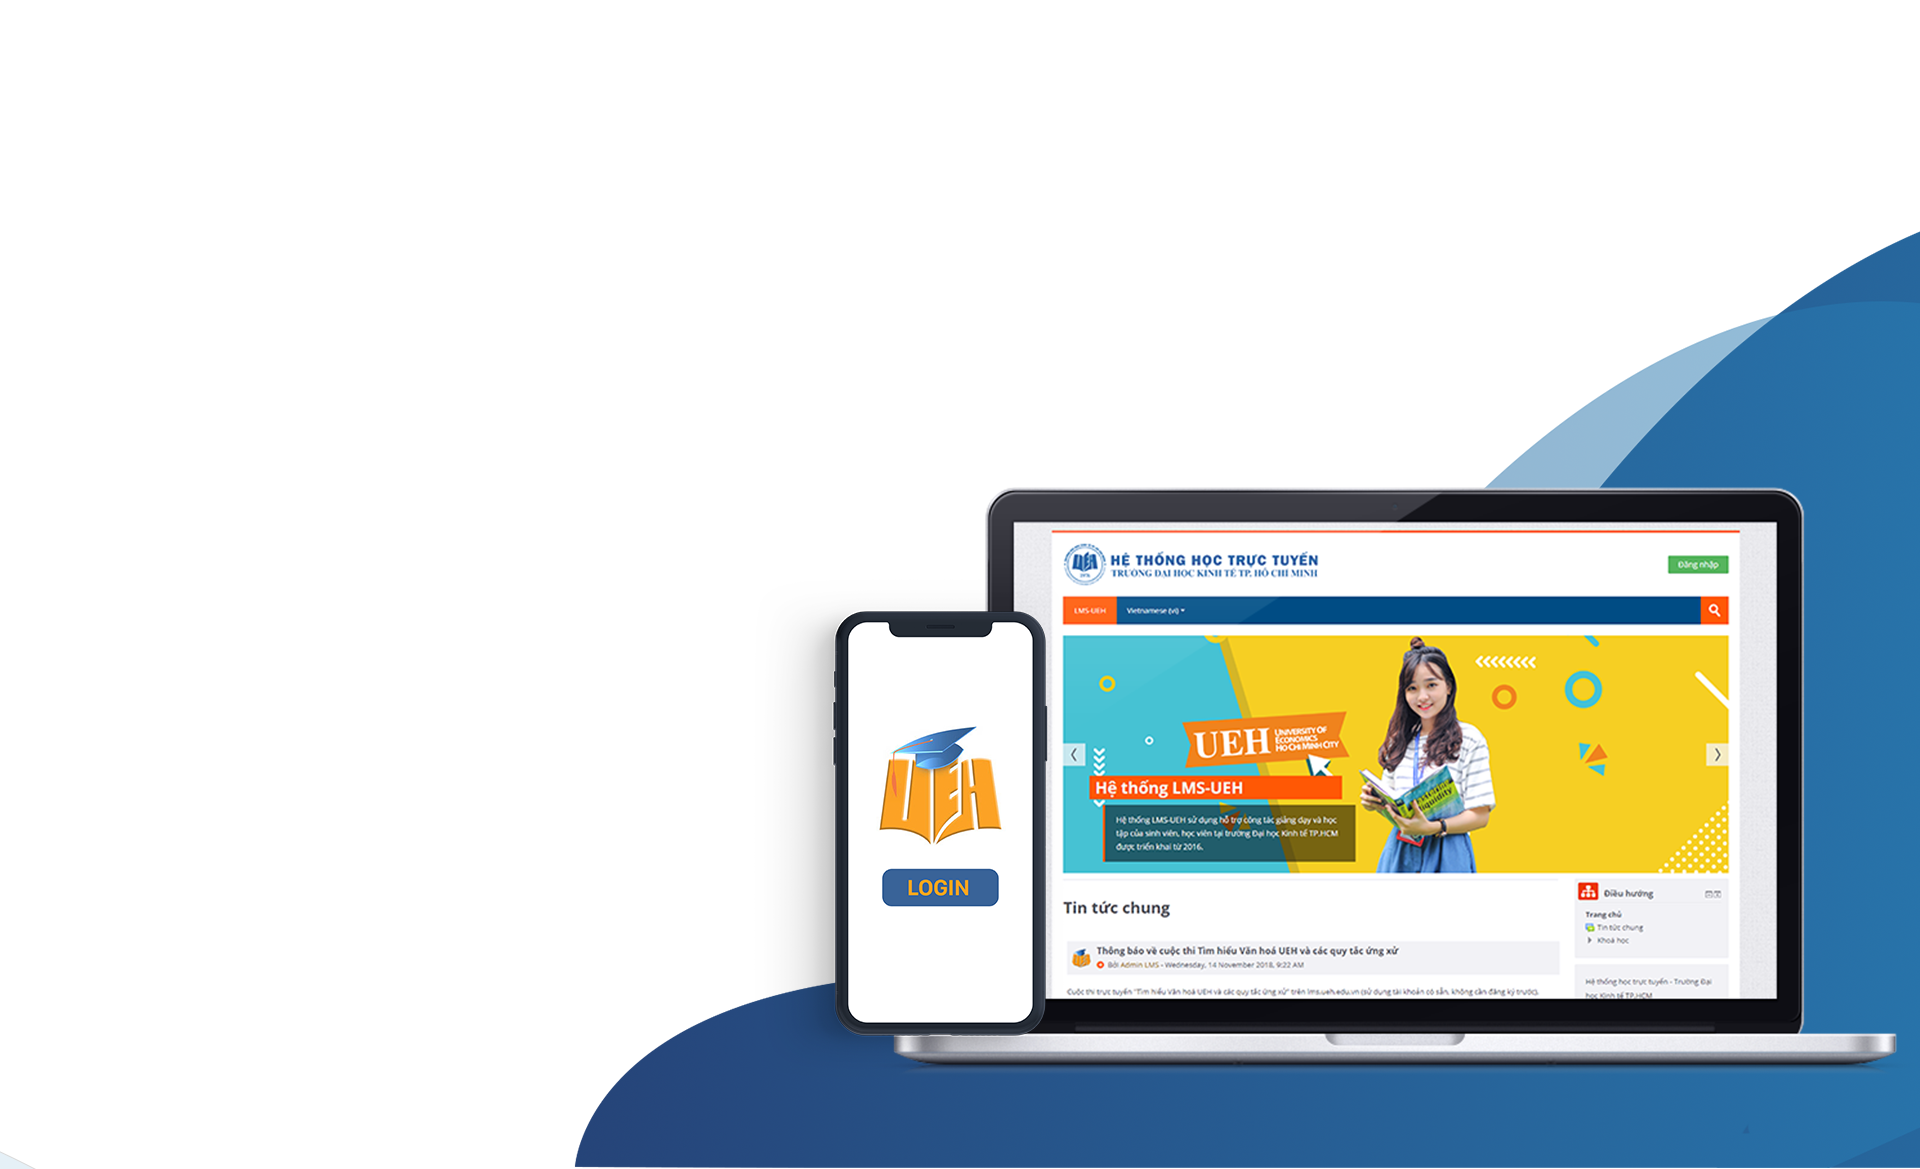 HỆ THỐNG HỌC TRỰC TUYẾN
TRƯỜNG ĐẠI HỌC KINH TẾ TP. HỒ CHÍ MINH
Đăng nhập
LMS-UEH
Vietnamese (vi)
UEH
UNIVERSITY OF
ECONOMICS
HO CHI MINH CITY
Hệ thống LMS-UEH
Hệ thống LMS-UEH sử dụng hỗ trợ công tác giảng dạy và học
tập của sinh viên, học viên tại trường Đại học Kinh tế TP.HCM
được triển khai từ 2016.
liquidity
UEH
LOGIN
Tin tức chung
Thông báo về cuộc thi Tìm hiểu Văn hoá UEH và các quy tắc ứng xử
Bởi Admin LMS - Wednesday, 14 November 2018, 9:22 AM
Cuộc thi trực tuyến "Tìm hiểu Văn hoá UEH và các quy tắc ứng xử" trên lms.ueh.edu.vn (sử dụng tài khoản có sẵn, không cần đăng ký trước).
Điều hướng
Trang chủ
Tin tức chung
Khoá học
Hệ thống học trực tuyến - Trường Đại
học Kinh tế TP.HCM